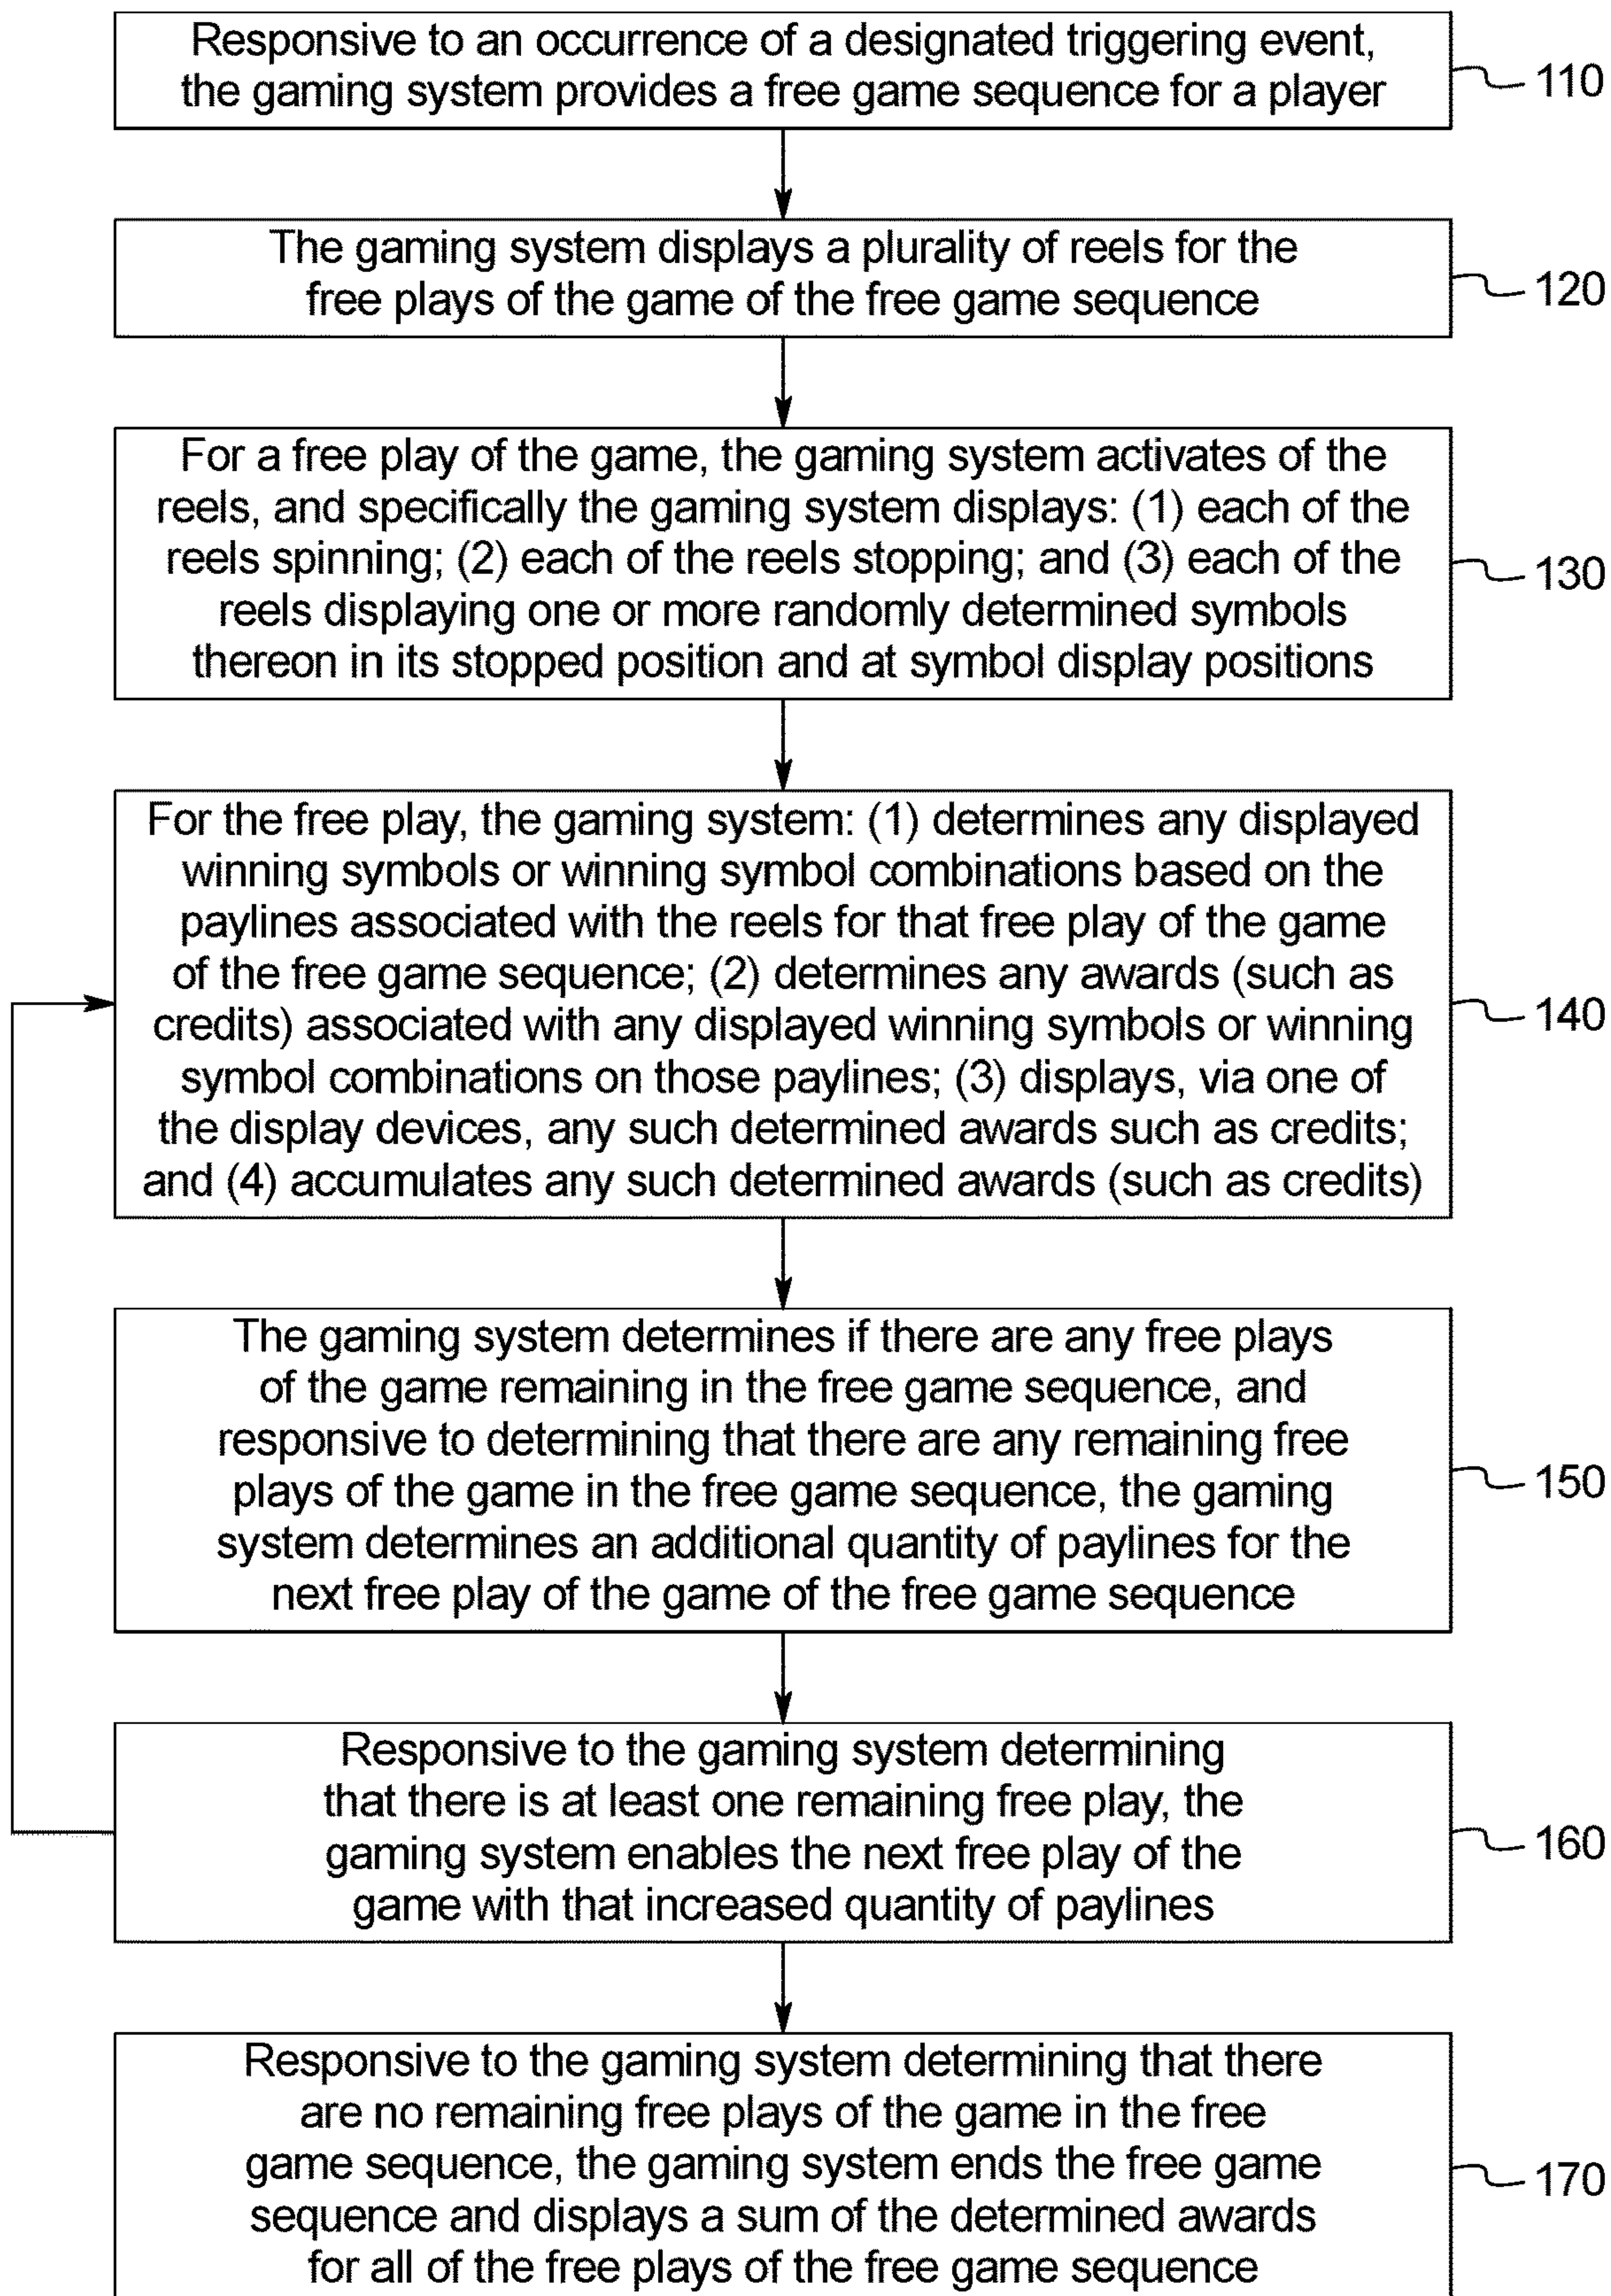 Responsive to an occurrence of a designated triggering event,
the gaming system provides a free game sequence for a player
110
The gaming system displays a plurality of reels for the
free plays of the game of the free game sequence
120
For a free play of the game, the gaming system activates of the
reels, and specifically the gaming system displays: (1) each of the
reels spinning; (2) each of the reels stopping; and (3) each of the
reels displaying one or more randomly determined symbols
thereon in its stopped position and at symbol display positions
130
For the free play, the gaming system: (1) determines any displayed
winning symbols or winning symbol combinations based on the
paylines associated with the reels for that free play of the game
of the free game sequence; (2) determines any awards (such as
credits) associated with any displayed winning symbols or winning
symbol combinations on those paylines; (3) displays, via one of
the display devices, any such determined awards such as credits;
and (4) accumulates any such determined awards (such as credits)
140
The gaming system determines if there are any free plays
of the game remaining in the free game sequence, and
responsive to determining that there are any remaining free
plays of the game in the free game sequence, the gaming
system determines an additional quantity of paylines for the
next free play of the game of the free game sequence
150
Responsive to the gaming system determining
that there is at least one remaining free play, the
gaming system enables the next free play of the
game with that increased quantity of paylines
160
Responsive to the gaming system determining that there
are no remaining free plays of the game in the free
game sequence, the gaming system ends the free game
sequence and displays a sum of the determined awards
for all of the free plays of the free game sequence
170